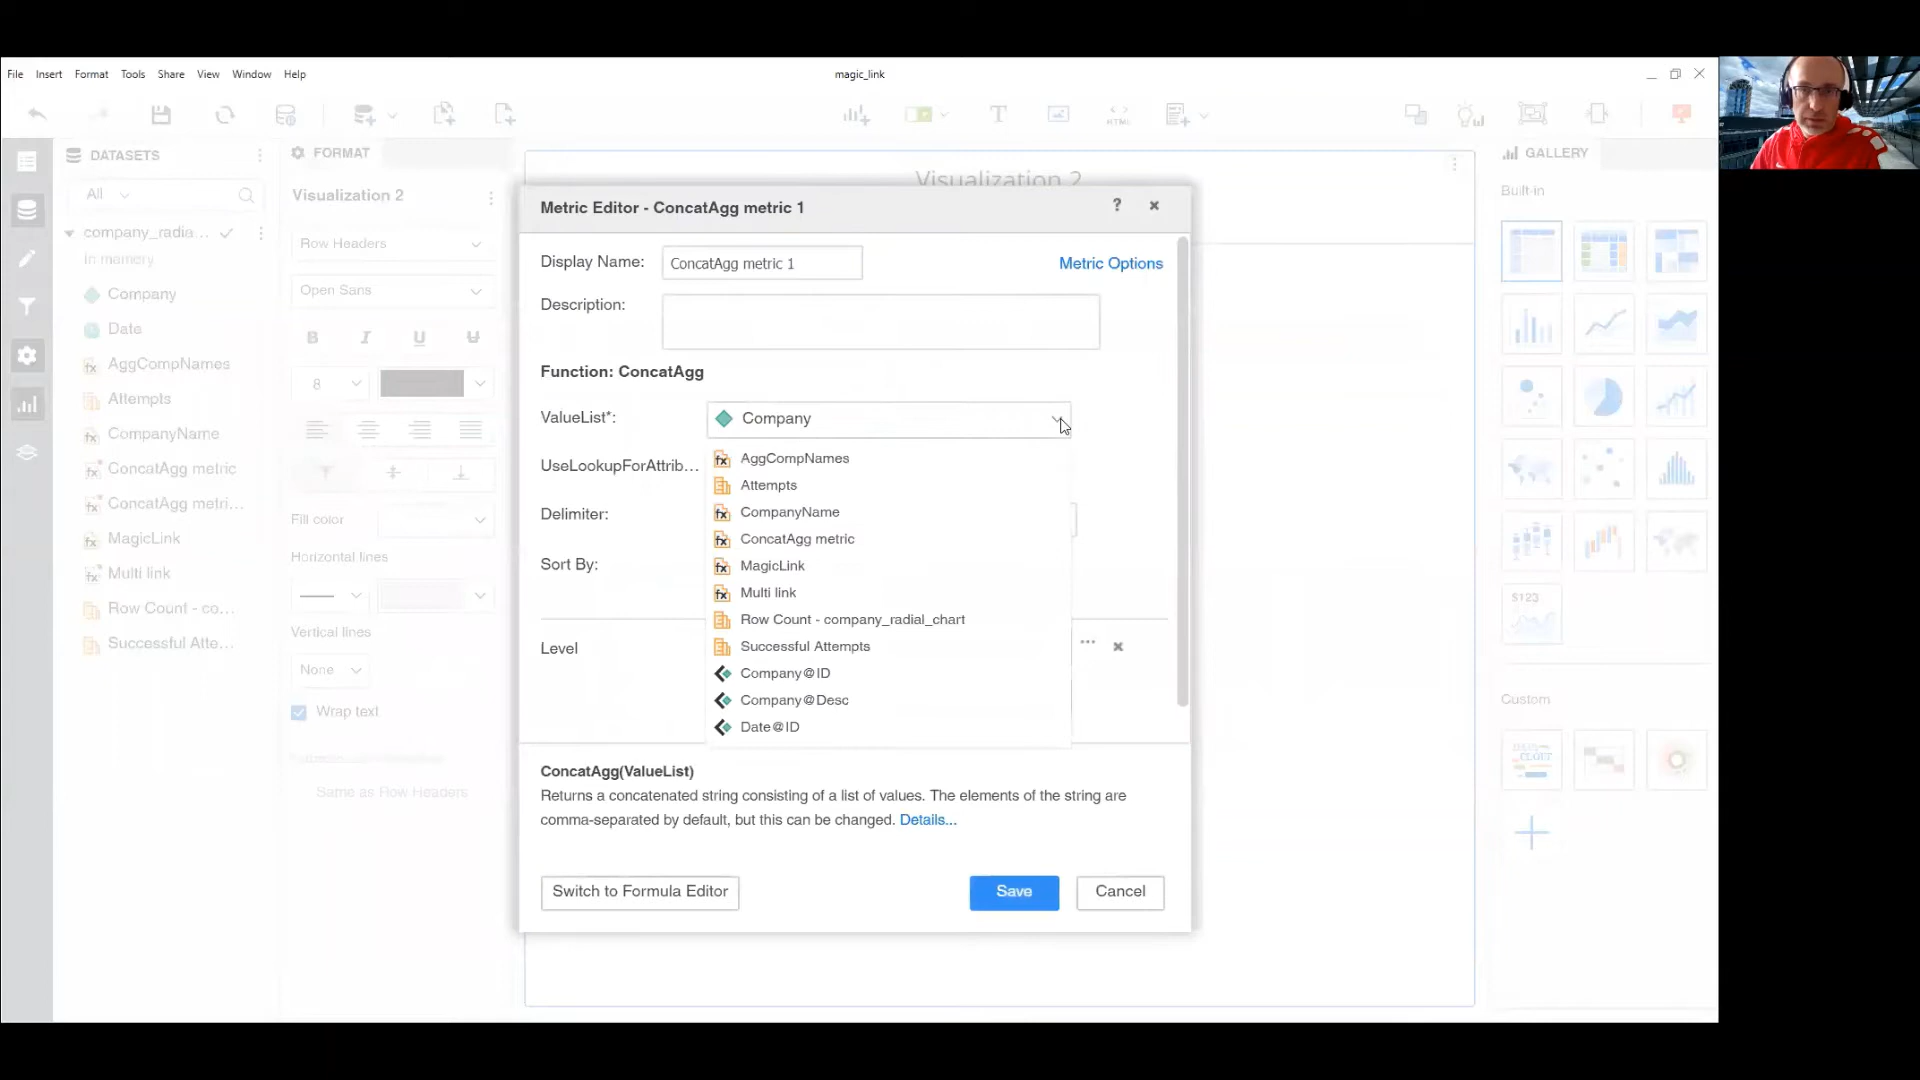 File Insert Format Tools Share View Window Help
magic_link
HTML
DATASETS
All
company_radia...
In memory
Company
Date
AggCompNames
Attempts
CompanyName
ConcatAgg metric
ConcatAgg metri...
MagicLink
Multi link
Row Count - co...
Successful Atte...
FORMAT
Visualization 2
Row Headers
Open Sans
B I U
8
Fill color
Horizontal lines
Vertical lines
None
Wrap text
Same as Row Headers
Visualization 2
Metric Editor - ConcatAgg metric 1
?
Display Name: ConcatAgg metric 1 Metric Options
Description:
Function: ConcatAgg
ValueList*: Company
UseLookupForAttrib...
Delimiter:
Sort By:
Level
AggCompNames
Attempts
CompanyName
ConcatAgg metric
MagicLink
Multi link
Row Count - company_radial_chart
Successful Attempts
Company@ID
Company@Desc
Date@ID
ConcatAgg(ValueList)
Returns a concatenated string consisting of a list of values. The elements of the string are
comma-separated by default, but this can be changed. Details...
Switch to Formula Editor Save Cancel
GALLERY
Built-in
$123
Custom